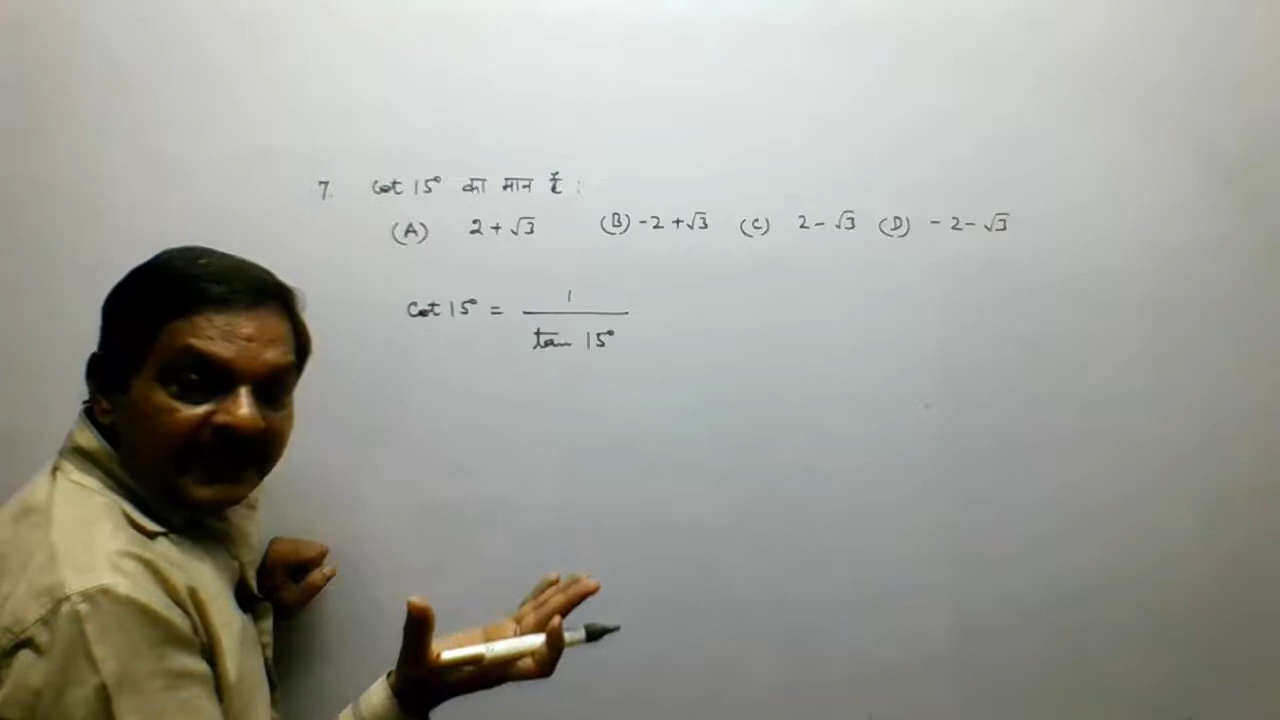 7. Cot 15° का मान है :
(A) 2 + √3 (B) -2 + √3 (C) 2 - √3 (D) - 2 - √3
Cot 15° = 1 / tan 15°